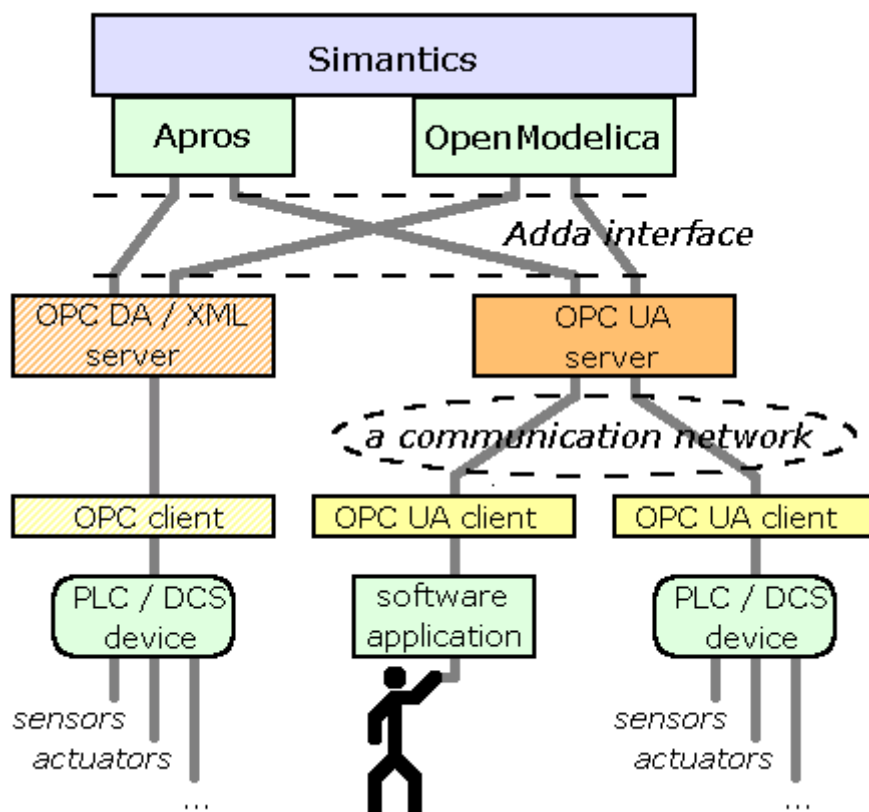 Simantics
Apros
OpenModelica
Adda interface
OPC DA / XML
server
OPC UA
server
a communication network
OPC client
OPC UA client
OPC UA client
PLC / DCS
device
software
application
PLC / DCS
device
sensors
actuators
...
sensors
actuators
...